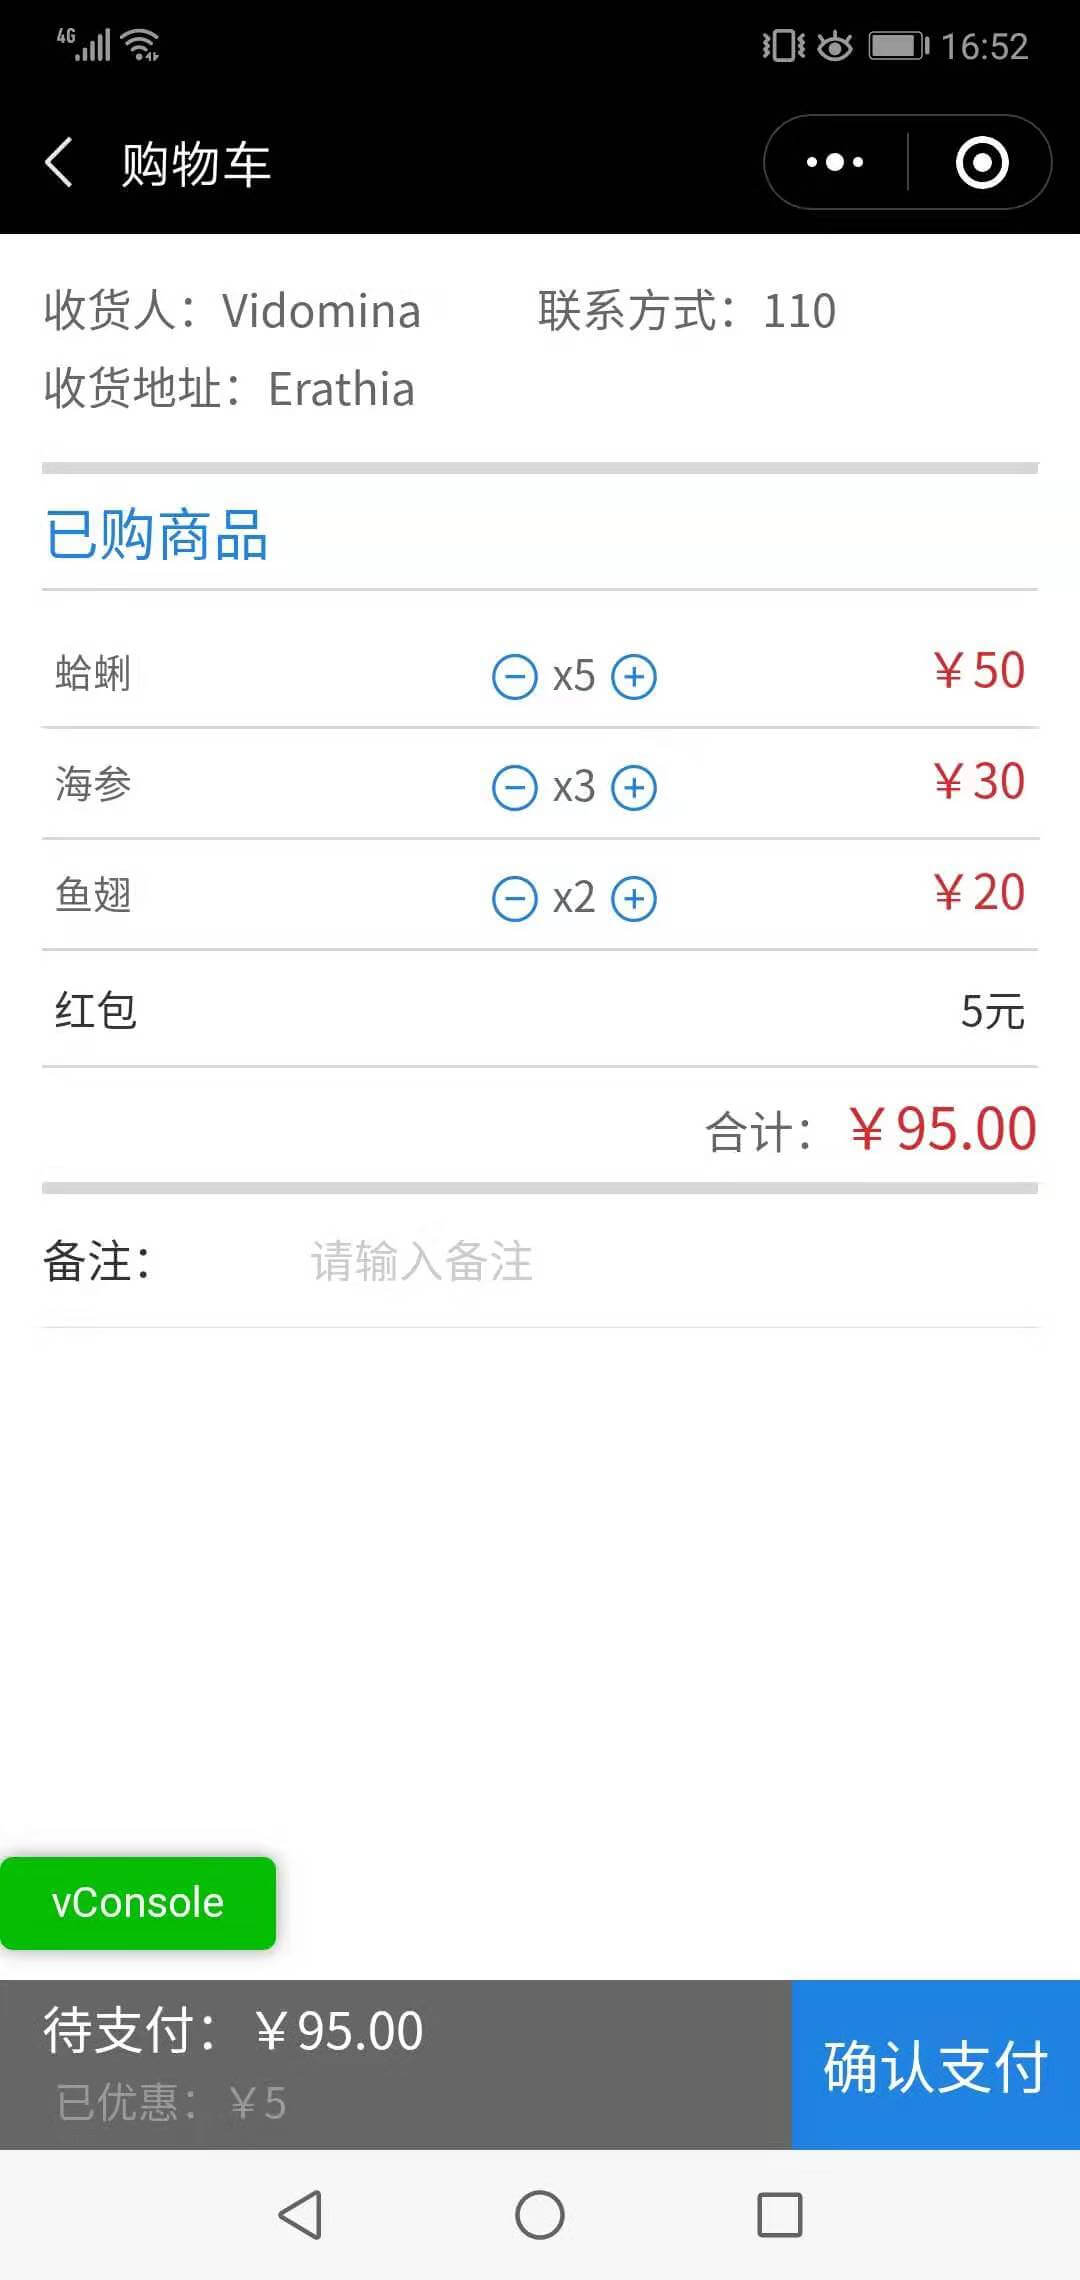 4G 16:52
购物车
收货人：Vidomina 联系方式：110
收货地址：Erathia
已购商品
蛤蜊 x5 ￥50
海参 x3 ￥30
鱼翅 x2 ￥20
红包 5元
合计：￥95.00
备注： 请输入备注
vConsole
待支付：￥95.00
已优惠：￥5
确认支付